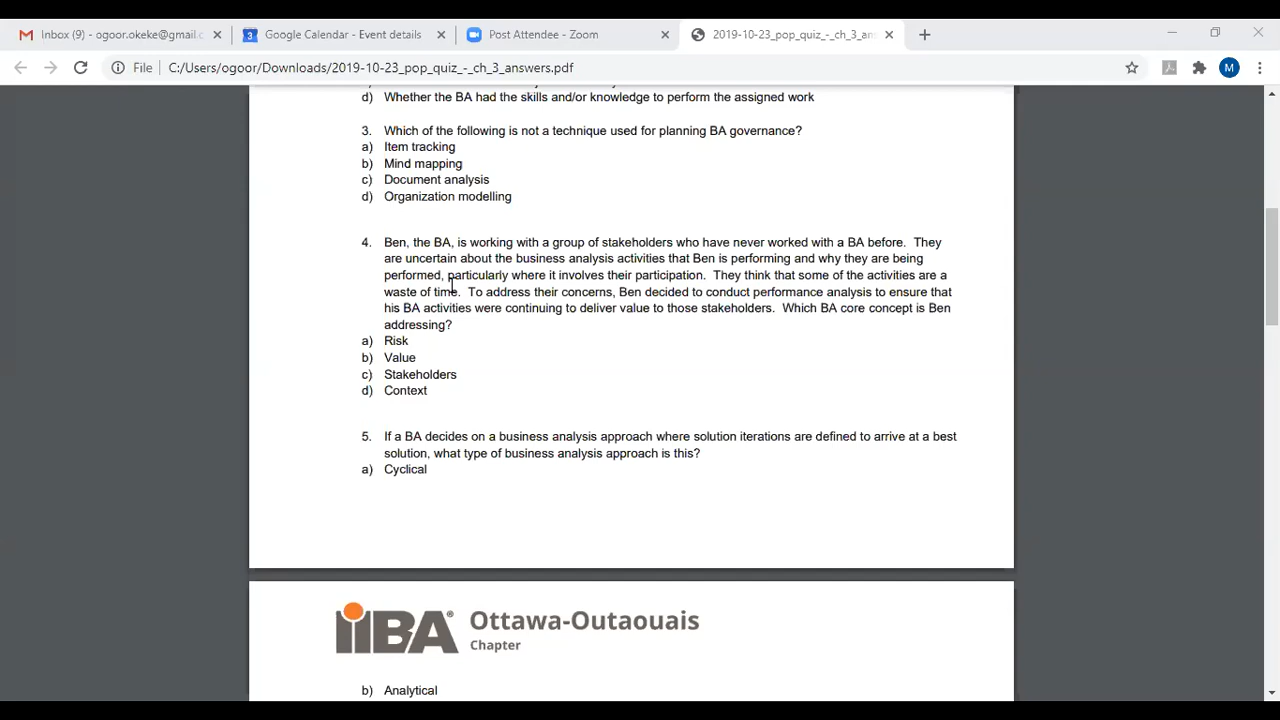 Inbox (9) - ogoor.okeke@gmail.c
Google Calendar - Event details
Post Attendee - Zoom
2019-10-23_pop_quiz_-_ch_3_ans
File
C:/Users/ogoor/Downloads/2019-10-23_pop_quiz_-_ch_3_answers.pdf
M
d) Whether the BA had the skills and/or knowledge to perform the assigned work
3. Which of the following is not a technique used for planning BA governance?
a) Item tracking
b) Mind mapping
c) Document analysis
d) Organization modelling
4. Ben, the BA, is working with a group of stakeholders who have never worked with a BA before. They
are uncertain about the business analysis activities that Ben is performing and why they are being
performed, particularly where it involves their participation. They think that some of the activities are a
waste of time. To address their concerns, Ben decided to conduct performance analysis to ensure that
his BA activities were continuing to deliver value to those stakeholders. Which BA core concept is Ben
addressing?
a) Risk
b) Value
c) Stakeholders
d) Context
5. If a BA decides on a business analysis approach where solution iterations are defined to arrive at a best
solution, what type of business analysis approach is this?
a) Cyclical
iiBA® Ottawa-Outaouais
Chapter
b) Analytical